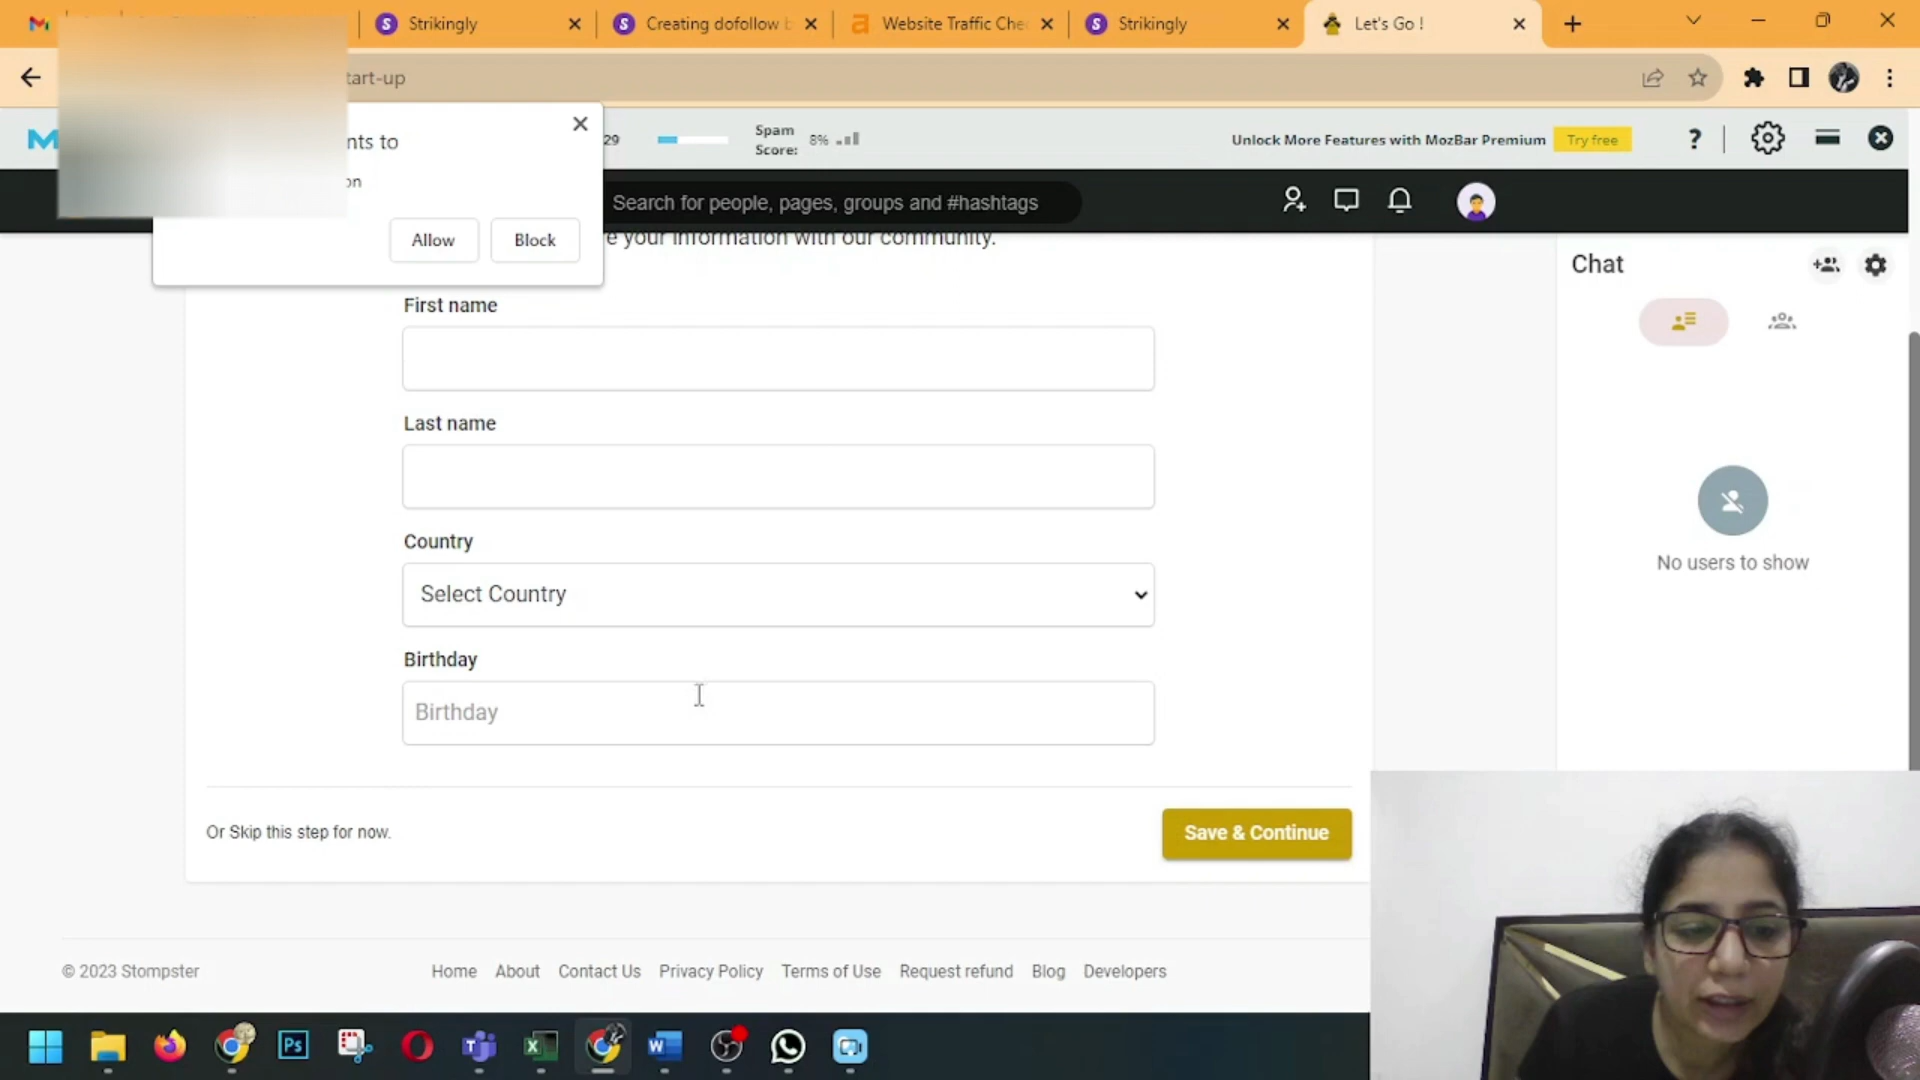 Strikingly
Creating dofollow b
Website Traffic Chec
Strikingly
Let's Go !
tart-up
nts to
on
Allow
Block
29
Spam
Score:
8%
Unlock More Features with MozBar Premium
Try free
?
Search for people, pages, groups and #hashtags
e your information with our community.
First name
Last name
Country
Select Country
Birthday
Birthday
Or Skip this step for now.
Save & Continue
Chat
No users to show
© 2023 Stompster
Home About Contact Us Privacy Policy Terms of Use Request refund Blog Developers